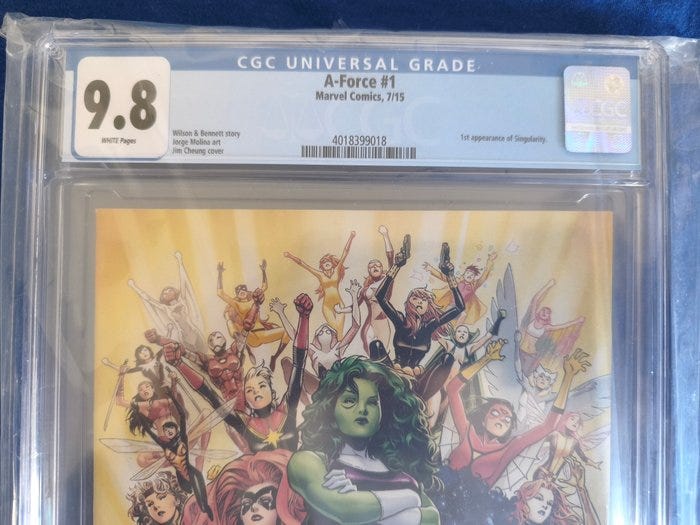 CGC UNIVERSAL GRADE
9.8
WHITE Pages
A-Force #1
Marvel Comics, 7/15
Wilson & Bennett story
Jorge Molina art
Jim Cheung cover
4018399018
1st appearance of Singularity.
CGC